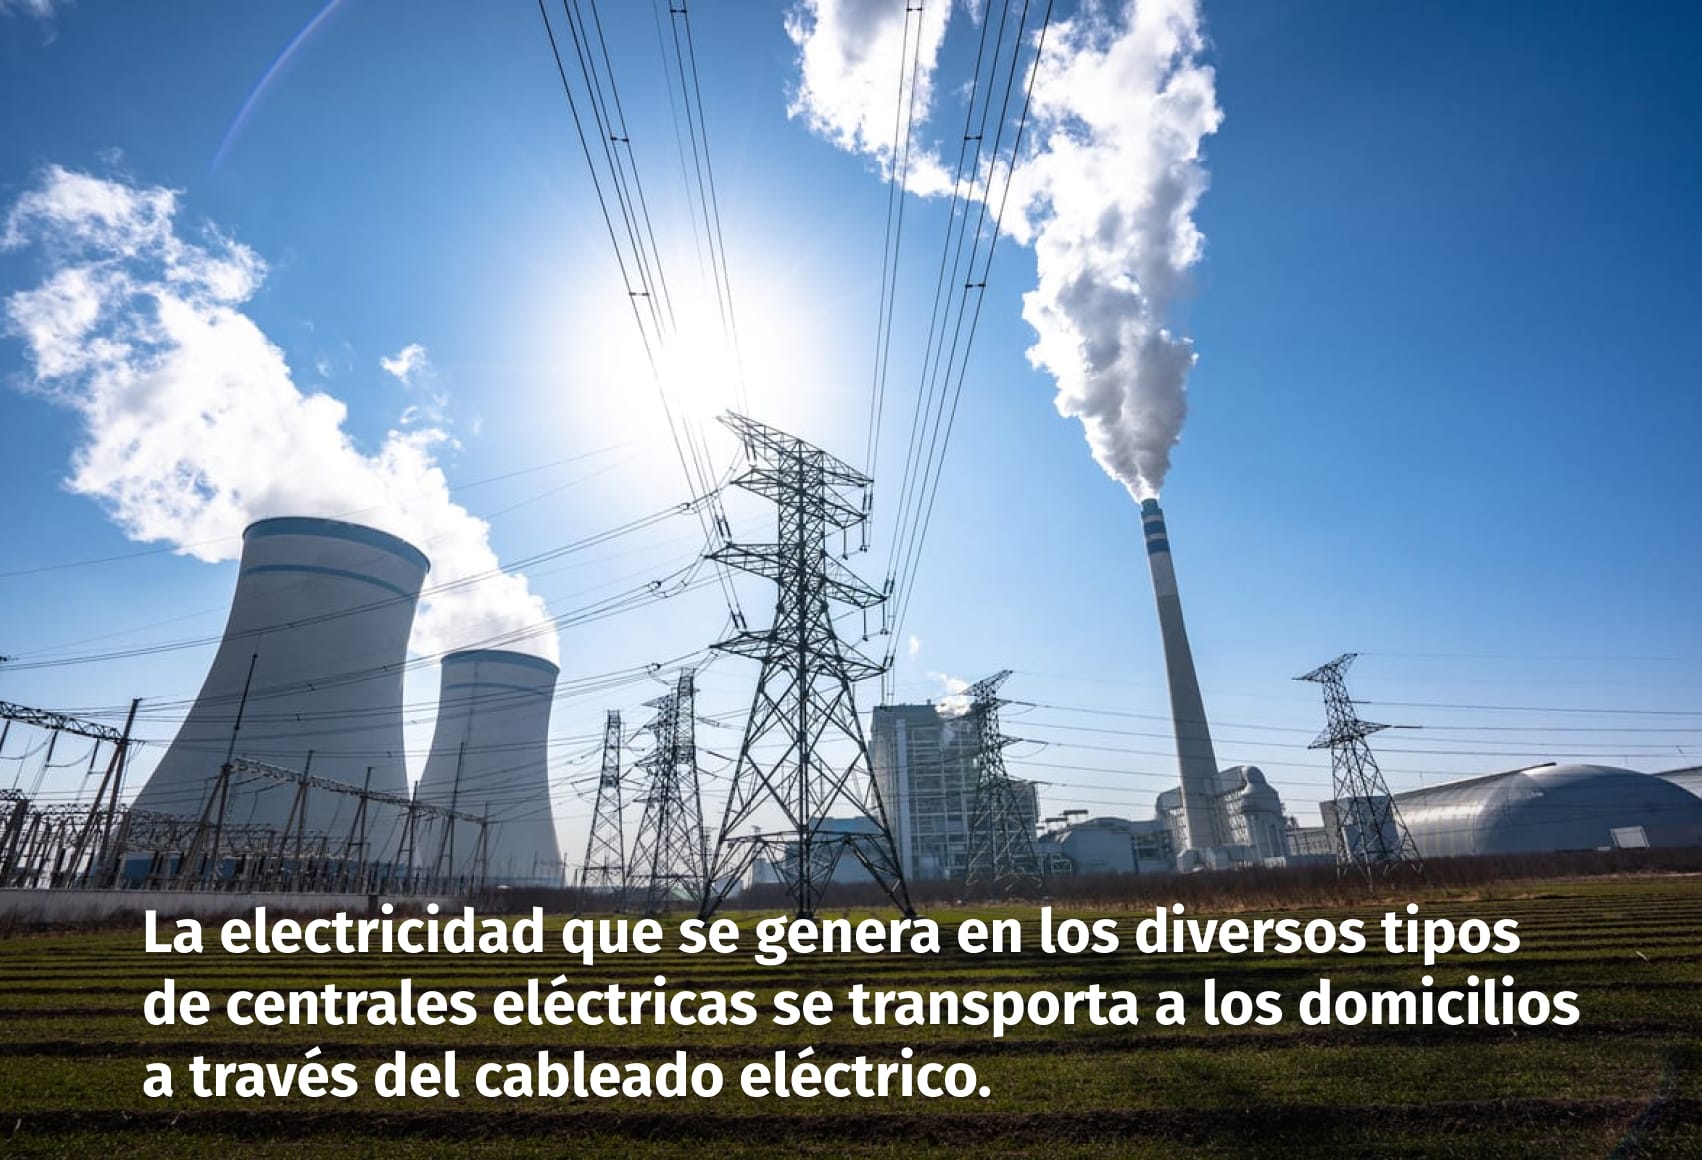 La electricidad que se genera en los diversos tipos
de centrales eléctricas se transporta a los domicilios
a través del cableado eléctrico.